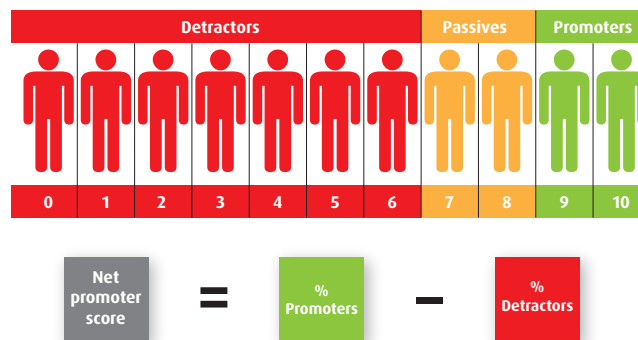 Detractors Passives Promoters
0 1 2 3 4 5 6 7 8 9 10
Net
promoter
score
=
%
Promoters
–
%
Detractors